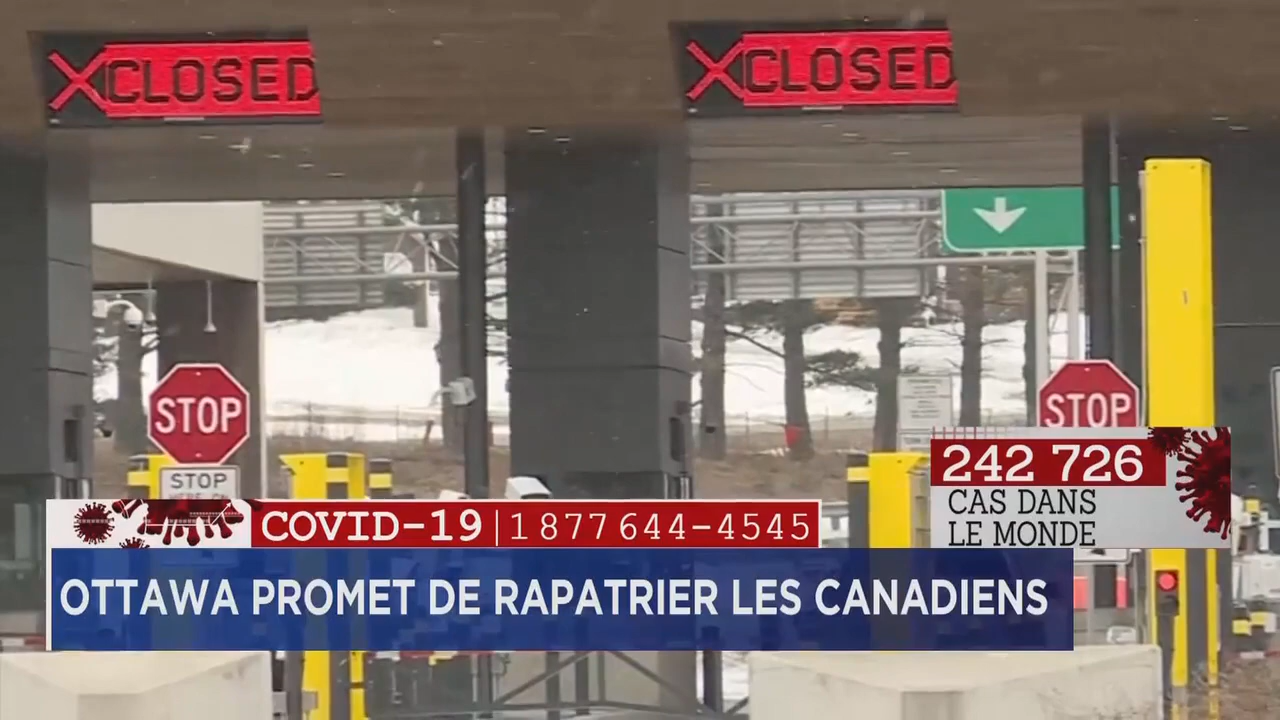 X CLOSED
X CLOSED
STOP
STOP
STOP
242 726
CAS DANS
LE MONDE
COVID-19 | 1 877 644-4545
OTTAWA PROMET DE RAPATRIER LES CANADIENS